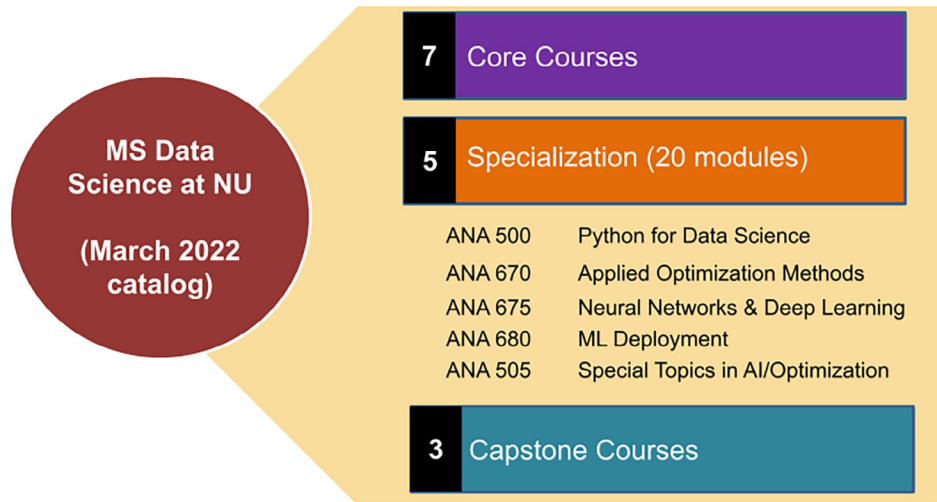 MS Data
Science at NU
(March 2022
catalog)
7 Core Courses
5 Specialization (20 modules)
ANA 500 Python for Data Science
ANA 670 Applied Optimization Methods
ANA 675 Neural Networks & Deep Learning
ANA 680 ML Deployment
ANA 505 Special Topics in AI/Optimization
3 Capstone Courses